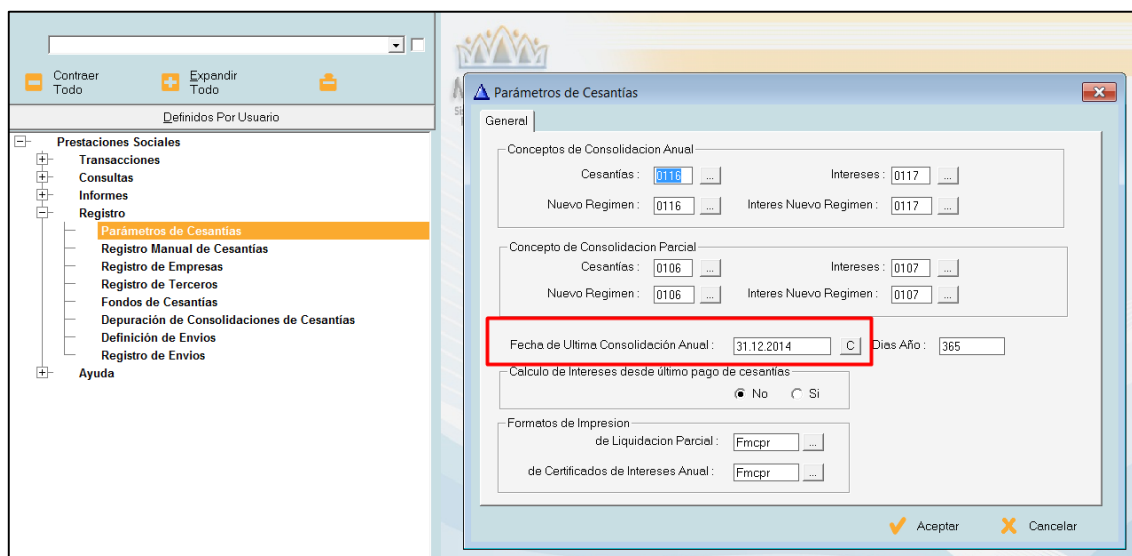 Contraer
Todo
Expandir
Todo
Definidos Por Usuario
Prestaciones Sociales
Transacciones
Consultas
Informes
Registro
Parámetros de Cesantías
Registro Manual de Cesantías
Registro de Empresas
Registro de Terceros
Fondos de Cesantías
Depuración de Consolidaciones de Cesantías
Definición de Envios
Registro de Envios
Ayuda
Parámetros de Cesantías
General
Conceptos de Consolidacion Anual
Cesantías : 0116 ... Intereses : 0117 ...
Nuevo Regimen : 0116 ... Interes Nuevo Regimen : 0117 ...
Concepto de Consolidacion Parcial
Cesantías : 0106 ... Intereses : 0107 ...
Nuevo Regimen : 0106 ... Interes Nuevo Regimen : 0107 ...
Fecha de Ultima Consolidación Anual : 31.12.2014 C Dias Año : 365
Calculo de Intereses desde último pago de cesantías
No Si
Formatos de Impresion
de Liquidacion Parcial : Fmcpr ...
de Certificados de Intereses Anual : Fmcpr ...
Aceptar Cancelar